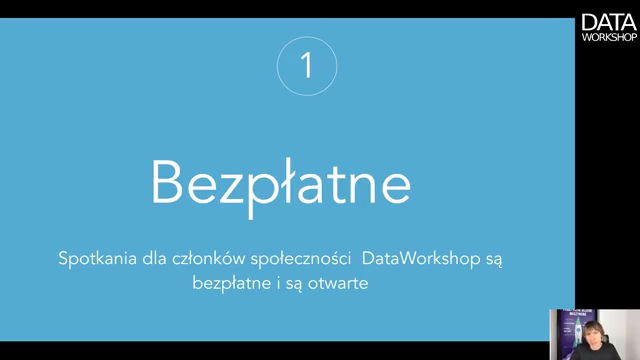 DATA
WORKSHOP
1
Bezpłatne
Spotkania dla członków społeczności DataWorkshop są
bezpłatne i są otwarte